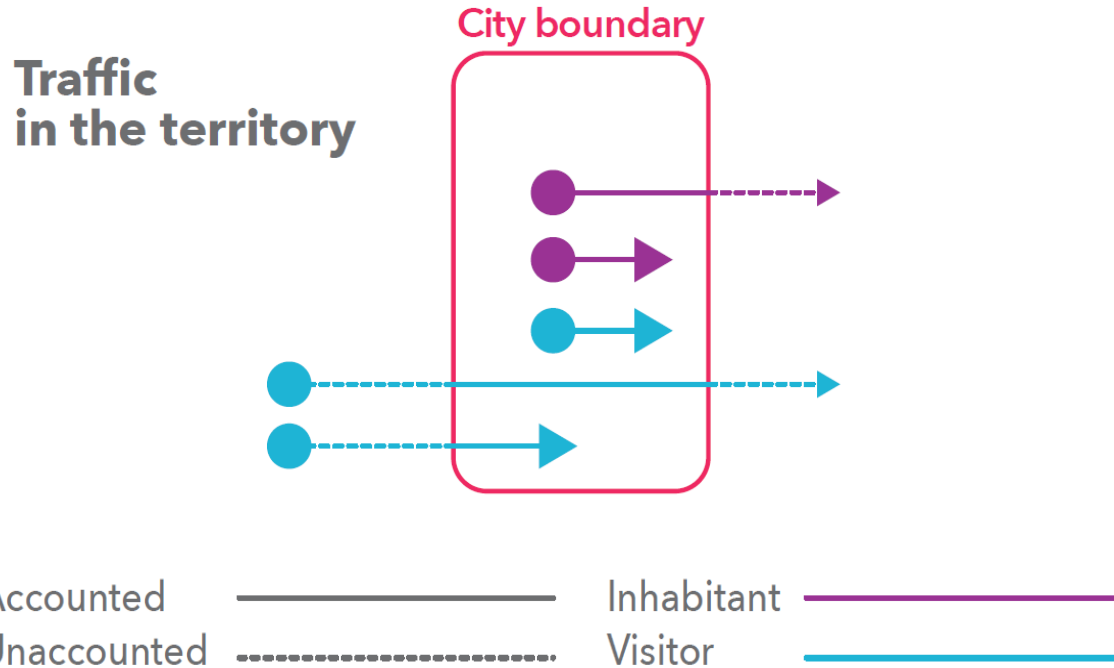 City boundary
Traffic
in the territory
Accounted
Inhabitant
Unaccounted
Visitor